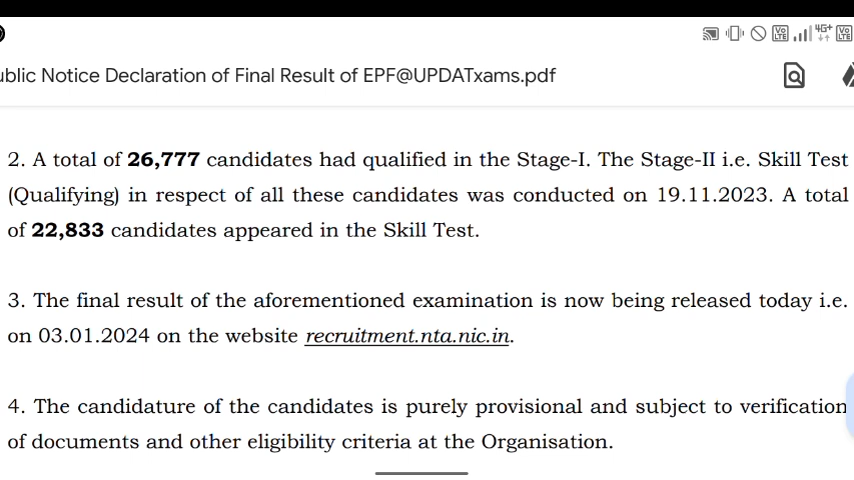 4G+
ublic Notice Declaration of Final Result of EPF@UPDATxams.pdf
2. A total of 26,777 candidates had qualified in the Stage-I. The Stage-II i.e. Skill Test
(Qualifying) in respect of all these candidates was conducted on 19.11.2023. A total
of 22,833 candidates appeared in the Skill Test.
3. The final result of the aforementioned examination is now being released today i.e.
on 03.01.2024 on the website recruitment.nta.nic.in.
4. The candidature of the candidates is purely provisional and subject to verification
of documents and other eligibility criteria at the Organisation.